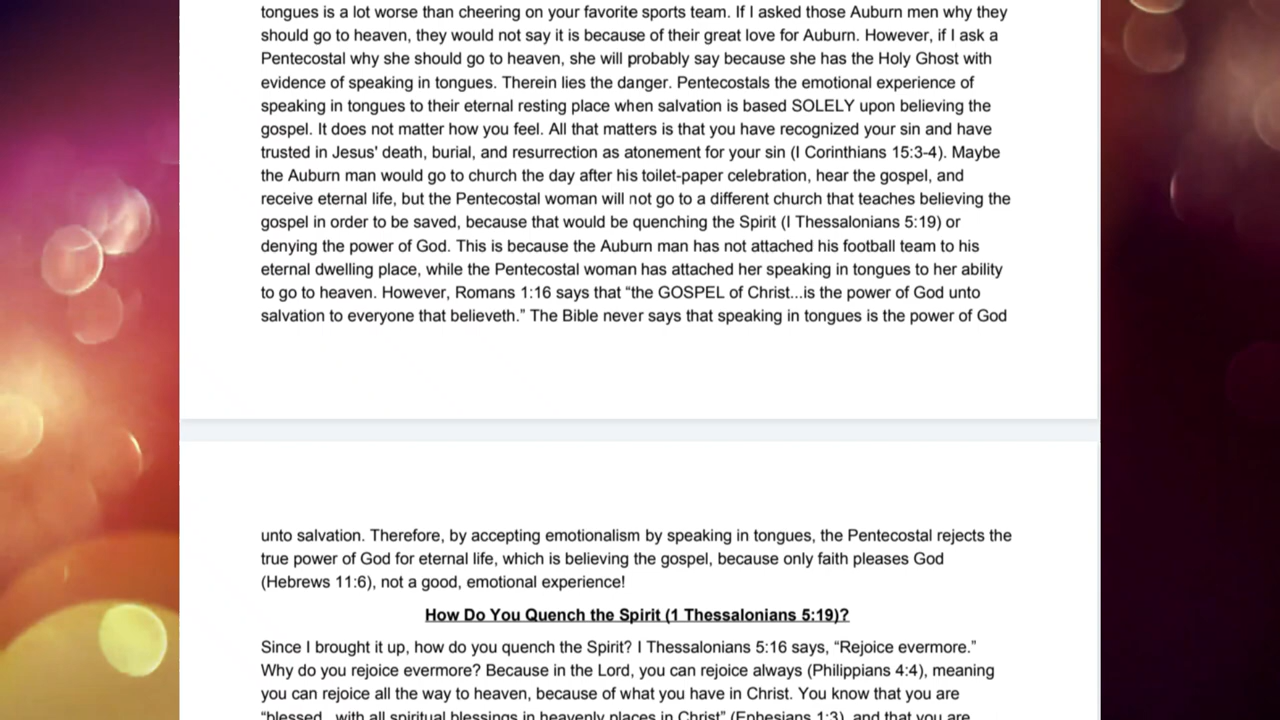 tongues is a lot worse than cheering on your favorite sports team. If I asked those Auburn men why they
should go to heaven, they would not say it is because of their great love for Auburn. However, if I ask a
Pentecostal why she should go to heaven, she will probably say because she has the Holy Ghost with
evidence of speaking in tongues. Therein lies the danger. Pentecostals the emotional experience of
speaking in tongues to their eternal resting place when salvation is based SOLELY upon believing the
gospel. It does not matter how you feel. All that matters is that you have recognized your sin and have
trusted in Jesus' death, burial, and resurrection as atonement for your sin (I Corinthians 15:3-4). Maybe
the Auburn man would go to church the day after his toilet-paper celebration, hear the gospel, and
receive eternal life, but the Pentecostal woman will not go to a different church that teaches believing the
gospel in order to be saved, because that would be quenching the Spirit (I Thessalonians 5:19) or
denying the power of God. This is because the Auburn man has not attached his football team to his
eternal dwelling place, while the Pentecostal woman has attached her speaking in tongues to her ability
to go to heaven. However, Romans 1:16 says that “the GOSPEL of Christ...is the power of God unto
salvation to everyone that believeth.” The Bible never says that speaking in tongues is the power of God
unto salvation. Therefore, by accepting emotionalism by speaking in tongues, the Pentecostal rejects the
true power of God for eternal life, which is believing the gospel, because only faith pleases God
(Hebrews 11:6), not a good, emotional experience!
How Do You Quench the Spirit (1 Thessalonians 5:19)?
Since I brought it up, how do you quench the Spirit? I Thessalonians 5:16 says, “Rejoice evermore.”
Why do you rejoice evermore? Because in the Lord, you can rejoice always (Philippians 4:4), meaning
you can rejoice all the way to heaven, because of what you have in Christ. You know that you are
“blessed...with all spiritual blessings in heavenly places in Christ” (Ephesians 1:3), and that you are